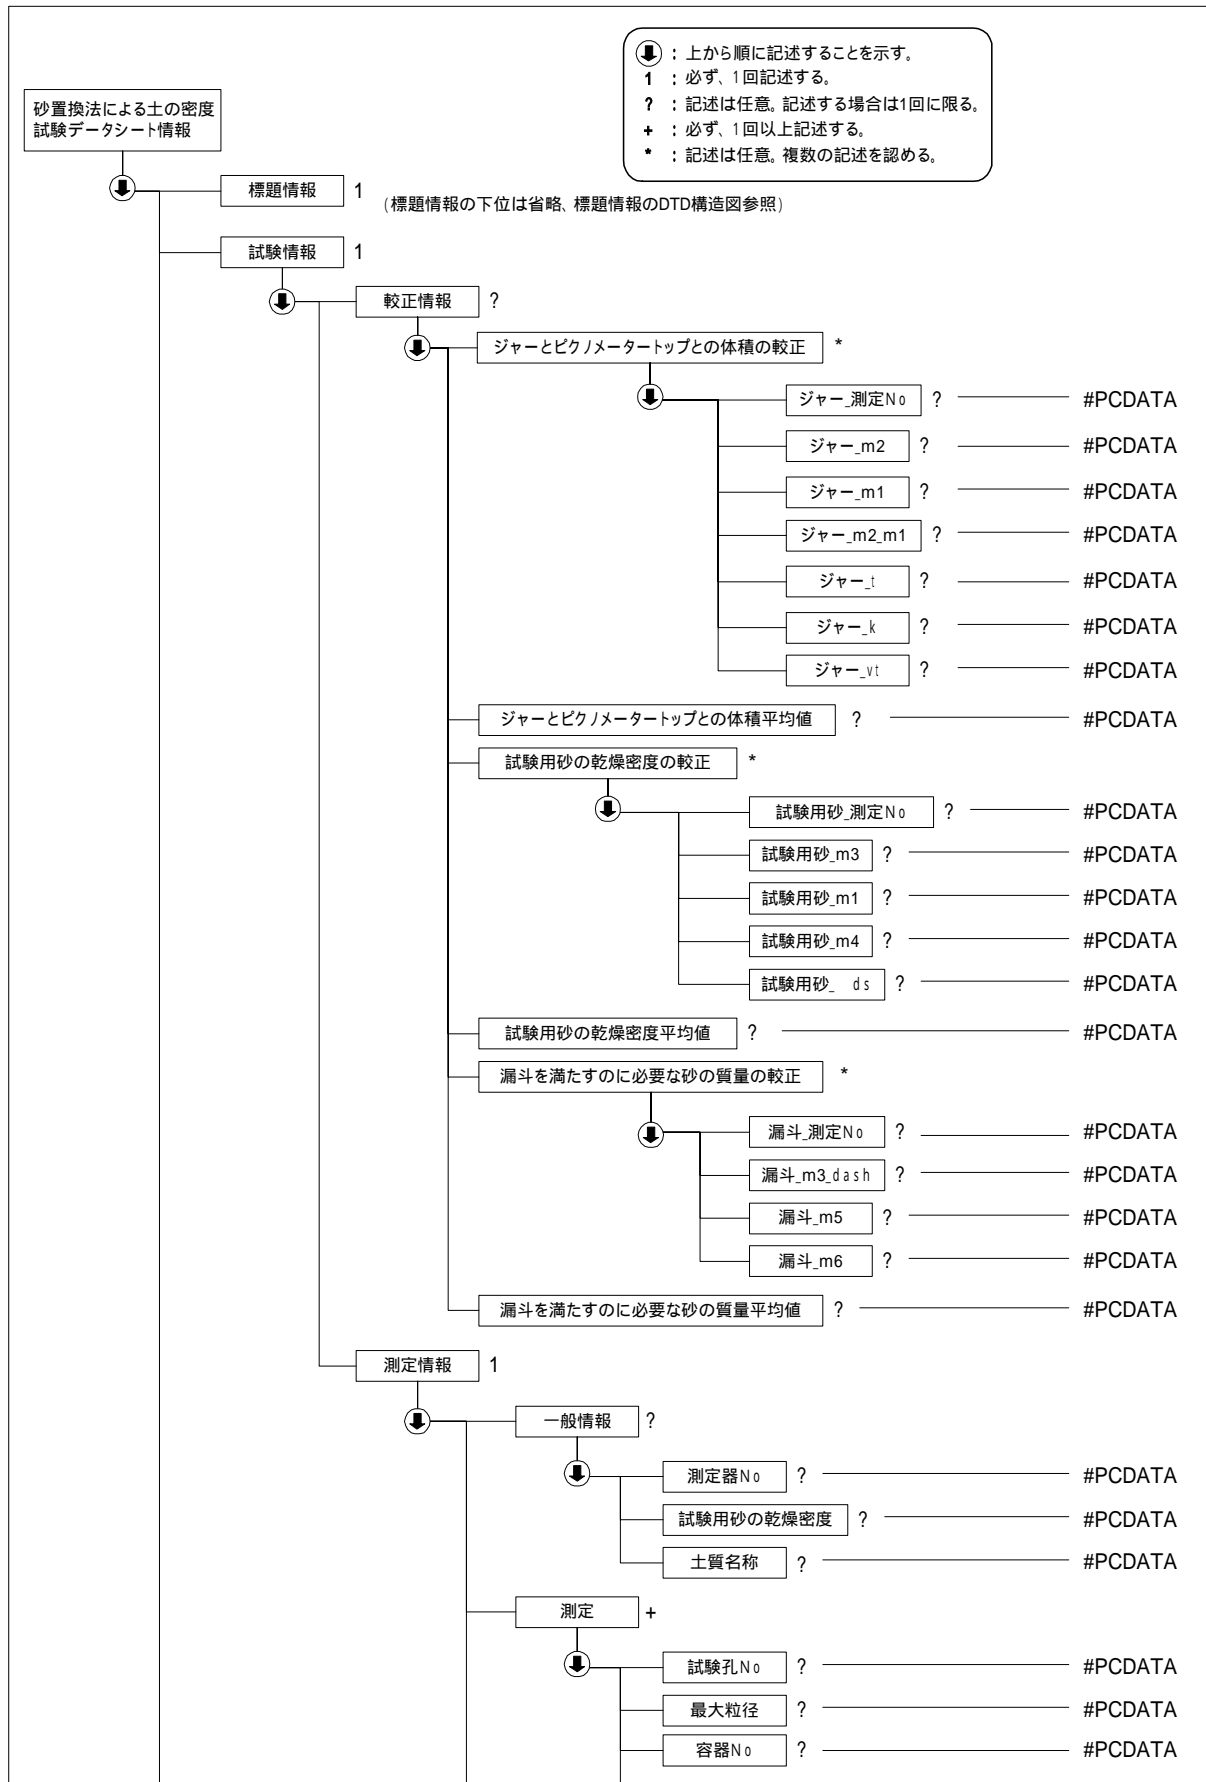 : 上から順に記述することを示す。
1 : 必ず、1回記述する。
? : 記述は任意。記述する場合は1回に限る。
+ : 必ず、1回以上記述する。
* : 記述は任意。複数の記述を認める。
砂置換法による土の密度
試験データシート情報
標題情報 1
(標題情報の下位は省略、標題情報のDTD構造図参照)
試験情報 1
較正情報 ?
ジャーとピクノメータートップとの体積の較正 *
ジャー_測定No ? #PCDATA
ジャー_m2 ? #PCDATA
ジャー_m1 ? #PCDATA
ジャー_m2_m1 ? #PCDATA
ジャー_t ? #PCDATA
ジャー_k ? #PCDATA
ジャー_vt ? #PCDATA
ジャーとピクノメータートップとの体積平均値 ? #PCDATA
試験用砂の乾燥密度の較正 *
試験用砂_測定No ? #PCDATA
試験用砂_m3 ? #PCDATA
試験用砂_m1 ? #PCDATA
試験用砂_m4 ? #PCDATA
試験用砂_ ds ? #PCDATA
試験用砂の乾燥密度平均値 ? #PCDATA
漏斗を満たすのに必要な砂の質量の較正 *
漏斗_測定No ? #PCDATA
漏斗_m3_dash ? #PCDATA
漏斗_m5 ? #PCDATA
漏斗_m6 ? #PCDATA
漏斗を満たすのに必要な砂の質量平均値 ? #PCDATA
測定情報 1
一般情報 ?
測定器No ? #PCDATA
試験用砂の乾燥密度 ? #PCDATA
土質名称 ? #PCDATA
測定 +
試験孔No ? #PCDATA
最大粒径 ? #PCDATA
容器No ? #PCDATA